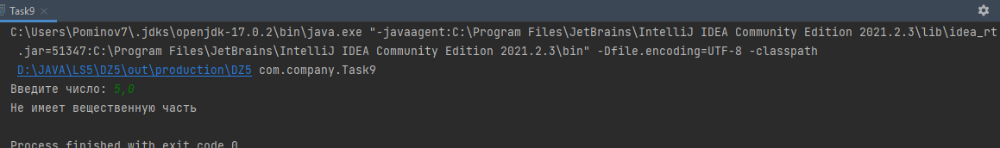 Task9
C:\Users\Pominov7\.jdks\openjdk-17.0.2\bin\java.exe "-javaagent:C:\Program Files\JetBrains\IntelliJ IDEA Community Edition 2021.2.3\lib\idea_rt
.jar=51347:C:\Program Files\JetBrains\IntelliJ IDEA Community Edition 2021.2.3\bin" -Dfile.encoding=UTF-8 -classpath
D:\JAVA\LS5\DZ5\out\production\DZ5 com.company.Task9
Введите число: 5,0
Не имеет вещественную часть
Process finished with exit code 0